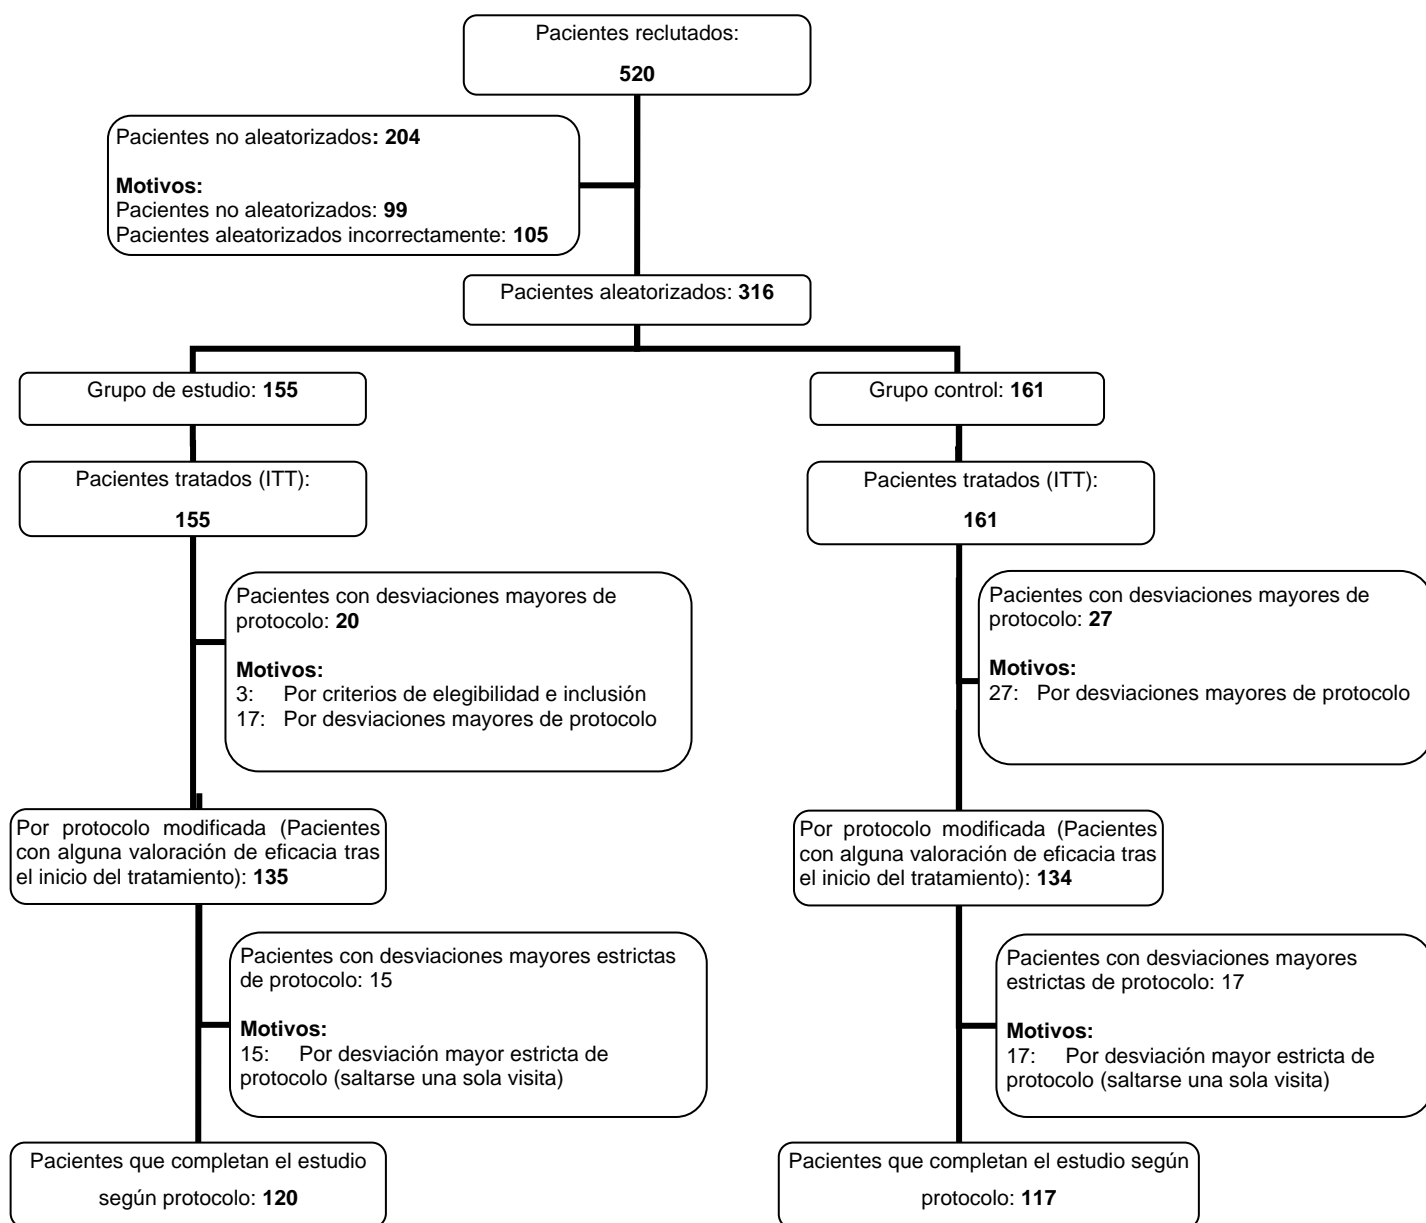 Pacientes reclutados:
520
Pacientes no aleatorizados: 204
Motivos:
Pacientes no aleatorizados: 99
Pacientes aleatorizados incorrectamente: 105
Pacientes aleatorizados: 316
Grupo de estudio: 155
Grupo control: 161
Pacientes tratados (ITT):
155
Pacientes tratados (ITT):
161
Pacientes con desviaciones mayores de
protocolo: 20
Motivos:
3: Por criterios de elegibilidad e inclusión
17: Por desviaciones mayores de protocolo
Pacientes con desviaciones mayores de
protocolo: 27
Motivos:
27: Por desviaciones mayores de protocolo
Por protocolo modificada (Pacientes
con alguna valoración de eficacia tras
el inicio del tratamiento): 135
Por protocolo modificada (Pacientes
con alguna valoración de eficacia tras
el inicio del tratamiento): 134
Pacientes con desviaciones mayores estrictas
de protocolo: 15
Motivos:
15: Por desviación mayor estricta de
protocolo (saltarse una sola visita)
Pacientes con desviaciones mayores
estrictas de protocolo: 17
Motivos:
17: Por desviación mayor estricta de
protocolo (saltarse una sola visita)
Pacientes que completan el estudio
según protocolo: 120
Pacientes que completan el estudio según
protocolo: 117